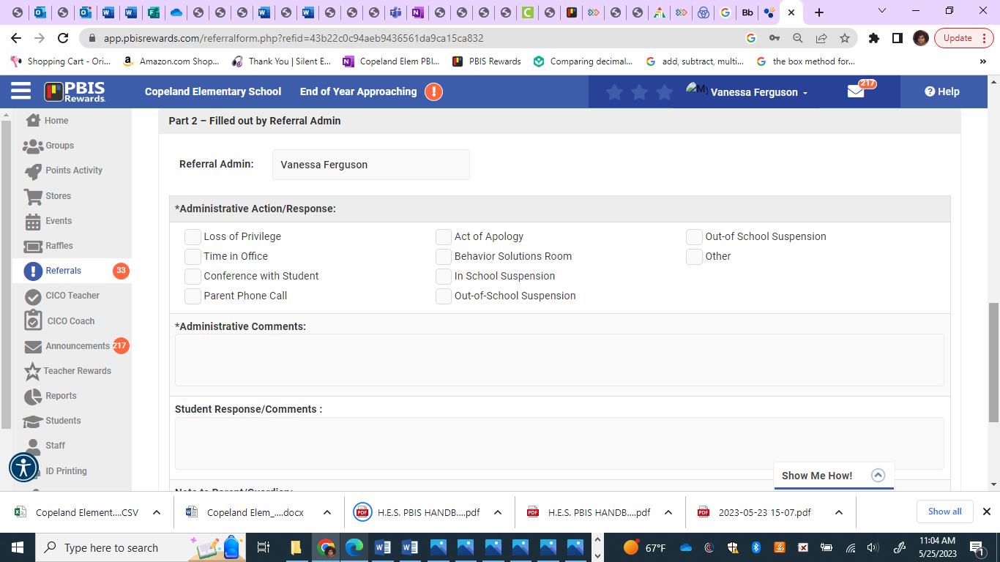 Bb
app.pbisrewards.com/referralform.php?refid=43b22c0c94aeb9436561da9ca15ca832
Update
Shopping Cart - Ori...
Amazon.com Shop...
Thank You | Silent E...
Copeland Elem PBI...
PBIS Rewards
Comparing decimal...
add, subtract, multi...
the box method for...
»
PBIS
Rewards.
Copeland Elementary School
End of Year Approaching
Vanessa Ferguson
217
Help
Home
Groups
Points Activity
Stores
Events
Raffles
Referrals 33
CICO Teacher
CICO Coach
Announcements 217
Teacher Rewards
Reports
Students
Staff
ID Printing
Part 2 – Filled out by Referral Admin
Referral Admin: Vanessa Ferguson
*Administrative Action/Response:
Loss of Privilege Act of Apology Out-of School Suspension
Time in Office Behavior Solutions Room Other
Conference with Student In School Suspension
Parent Phone Call Out-of-School Suspension
*Administrative Comments:
Student Response/Comments :
Note to Parent/Guardian:
Show Me How!
Copeland Element....CSV
Copeland Elem_....docx
H.E.S. PBIS HANDB....pdf
H.E.S. PBIS HANDB....pdf
2023-05-23 15-07.pdf
Show all
Type here to search
67°F
11:04 AM
5/25/2023
1